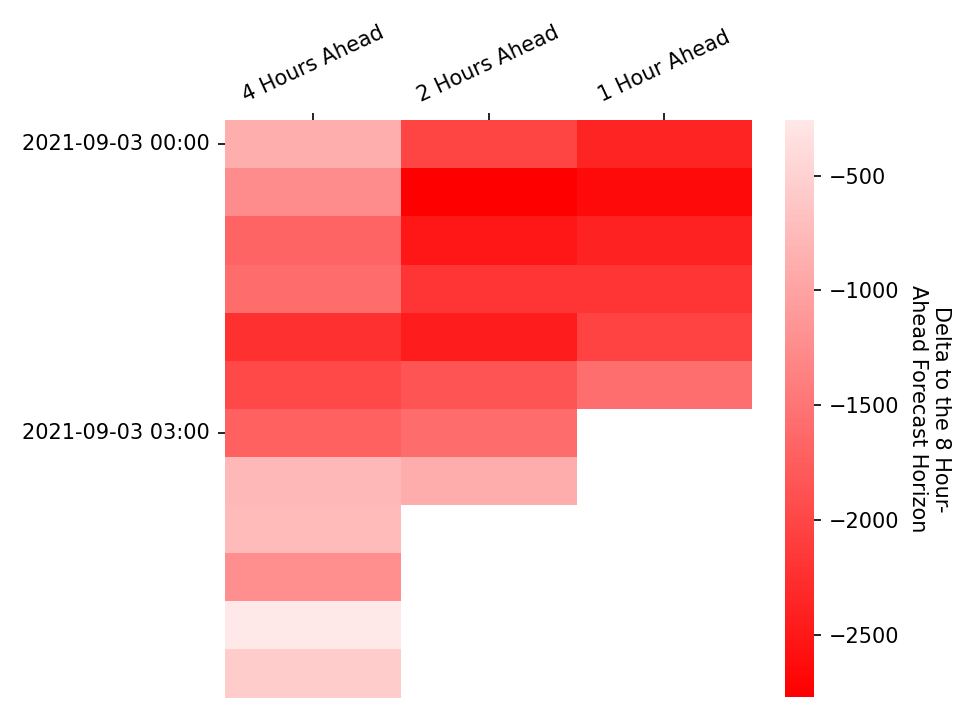 4 Hours Ahead
2 Hours Ahead
1 Hour Ahead
2021-09-03 00:00
2021-09-03 03:00
−500
−1000
−1500
−2000
−2500
Delta to the 8 Hour-
Ahead Forecast Horizon